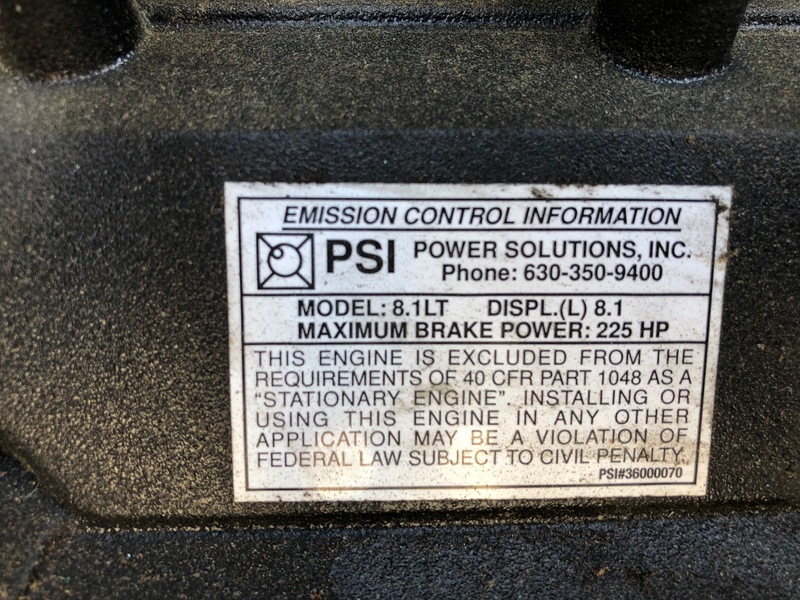 EMISSION CONTROL INFORMATION
PSI POWER SOLUTIONS, INC.
Phone: 630-350-9400
MODEL: 8.1LT DISPL.(L) 8.1
MAXIMUM BRAKE POWER: 225 HP
THIS ENGINE IS EXCLUDED FROM THE
REQUIREMENTS OF 40 CFR PART 1048 AS A
“STATIONARY ENGINE”. INSTALLING OR
USING THIS ENGINE IN ANY OTHER
APPLICATION MAY BE A VIOLATION OF
FEDERAL LAW SUBJECT TO CIVIL PENALTY.
PSI#36000070